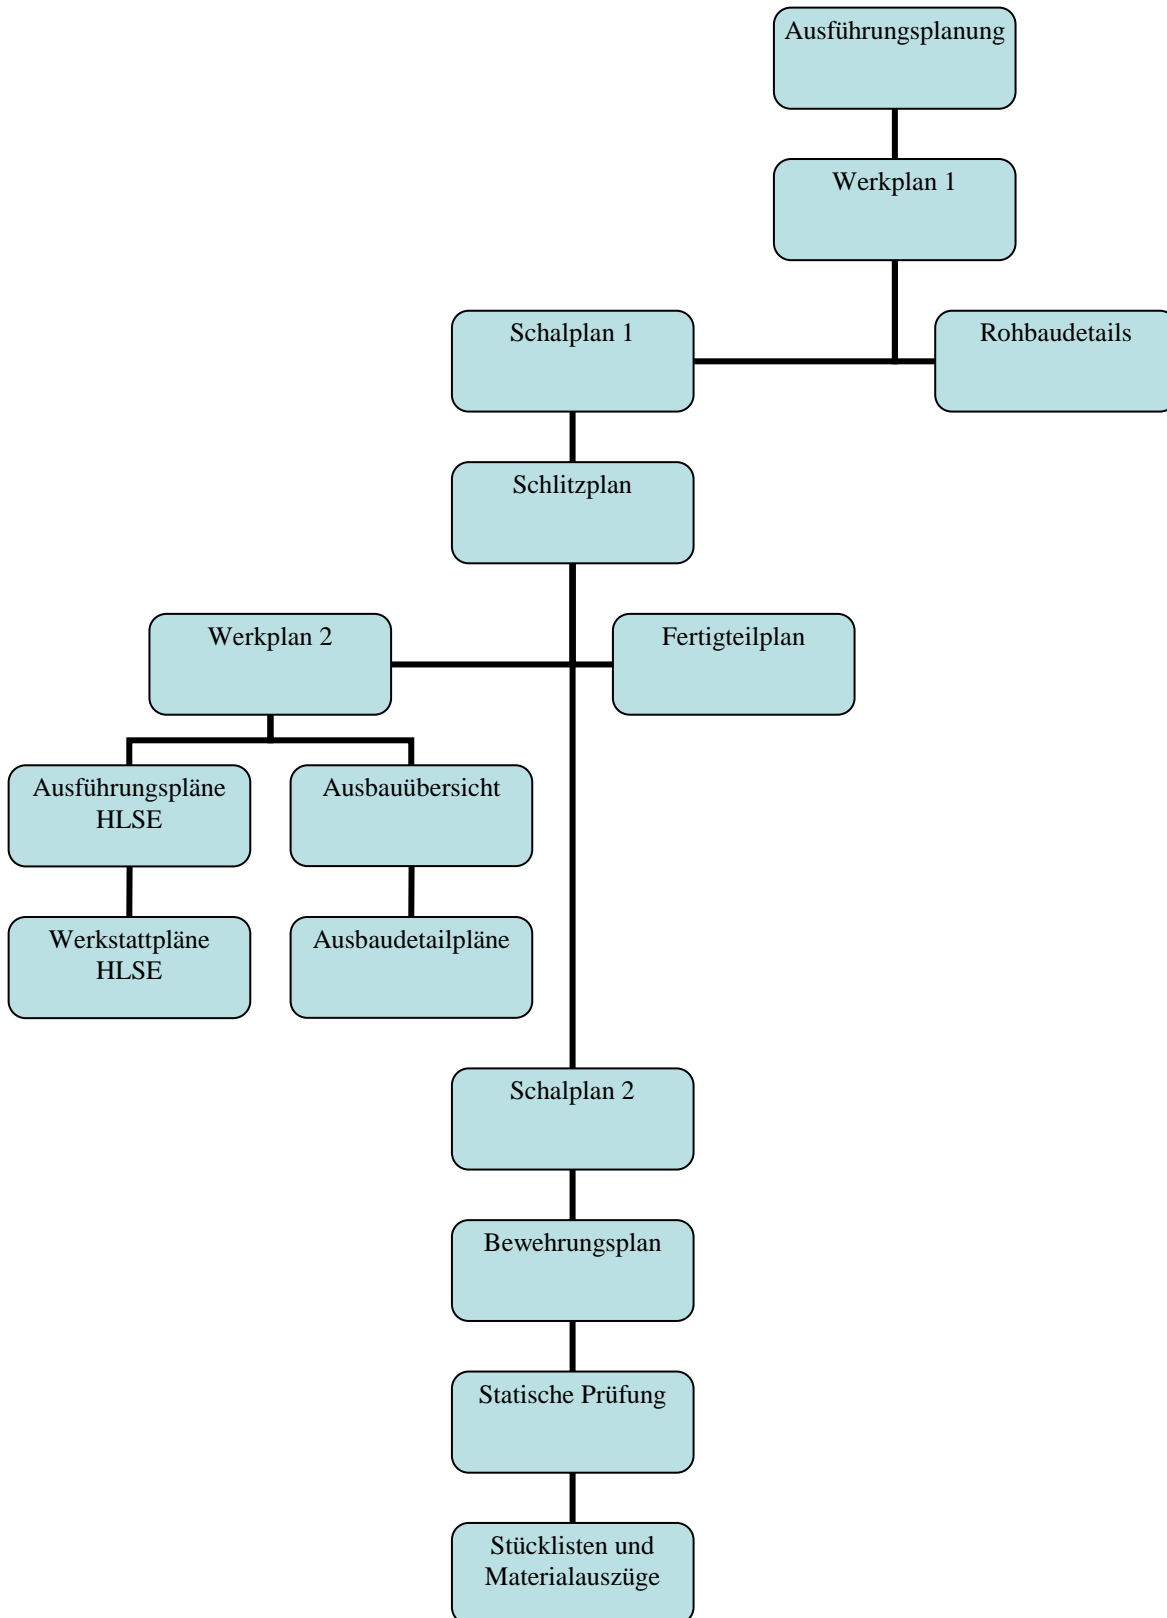 Ausführungsplanung
Werkplan 1
Schalplan 1
Rohbaudetails
Schlitzplan
Werkplan 2
Fertigteilplan
Ausführungspläne
HLSE
Ausbauübersicht
Werkstattpläne
HLSE
Ausbaudetailpläne
Schalplan 2
Bewehrungsplan
Statische Prüfung
Stücklisten und
Materialauszüge